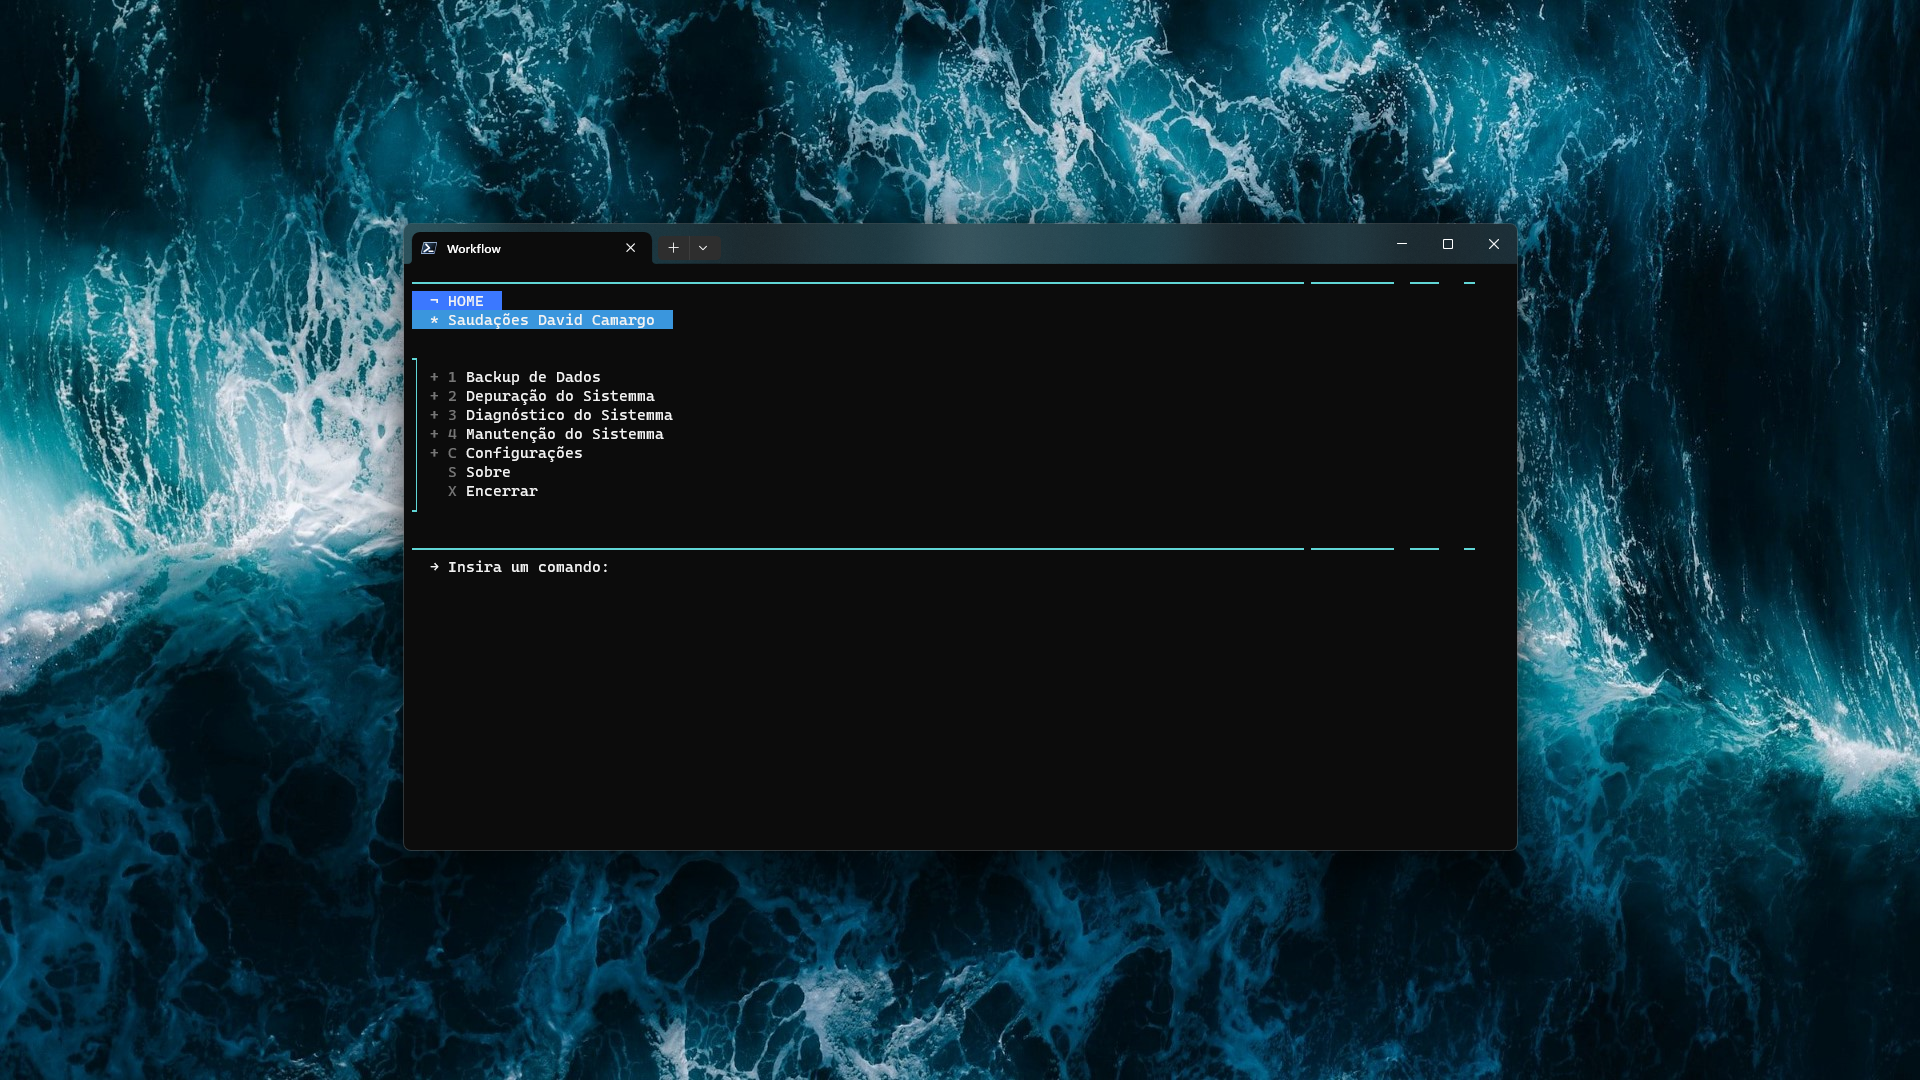 Workflow
¬ HOME
* Saudações David Camargo
+ 1 Backup de Dados
+ 2 Depuração do Sistemma
+ 3 Diagnóstico do Sistemma
+ 4 Manutenção do Sistemma
+ C Configurações
S Sobre
X Encerrar
→ Insira um comando: